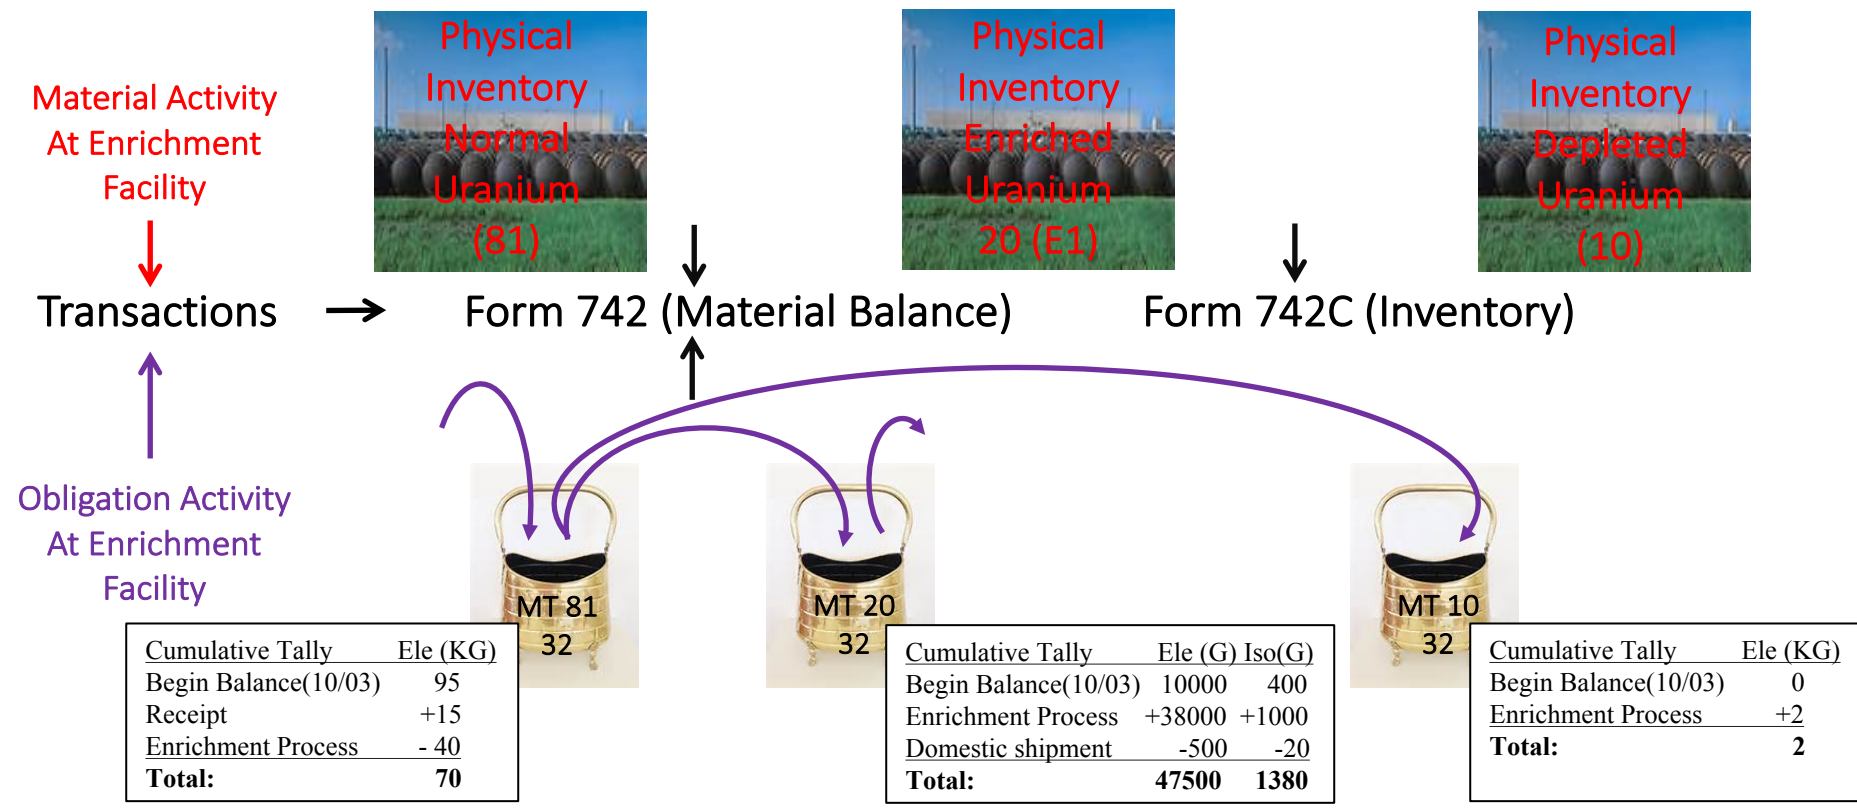 Material Activity
At Enrichment
Facility
Physical
Inventory
Normal
Uranium
(81)
Physical
Inventory
Enriched
Uranium
20 (E1)
Physical
Inventory
Depleted
Uranium
(10)
Transactions
Form 742 (Material Balance)
Form 742C (Inventory)
Obligation Activity
At Enrichment
Facility
MT 81
32
MT 20
32
MT 10
32
Cumulative Tally Ele (KG)
Begin Balance(10/03) 95
Receipt +15
Enrichment Process - 40
Total: 70
Cumulative Tally Ele (G) Iso(G)
Begin Balance(10/03) 10000 400
Enrichment Process +38000 +1000
Domestic shipment -500 -20
Total: 47500 1380
Cumulative Tally Ele (KG)
Begin Balance(10/03) 0
Enrichment Process +2
Total: 2